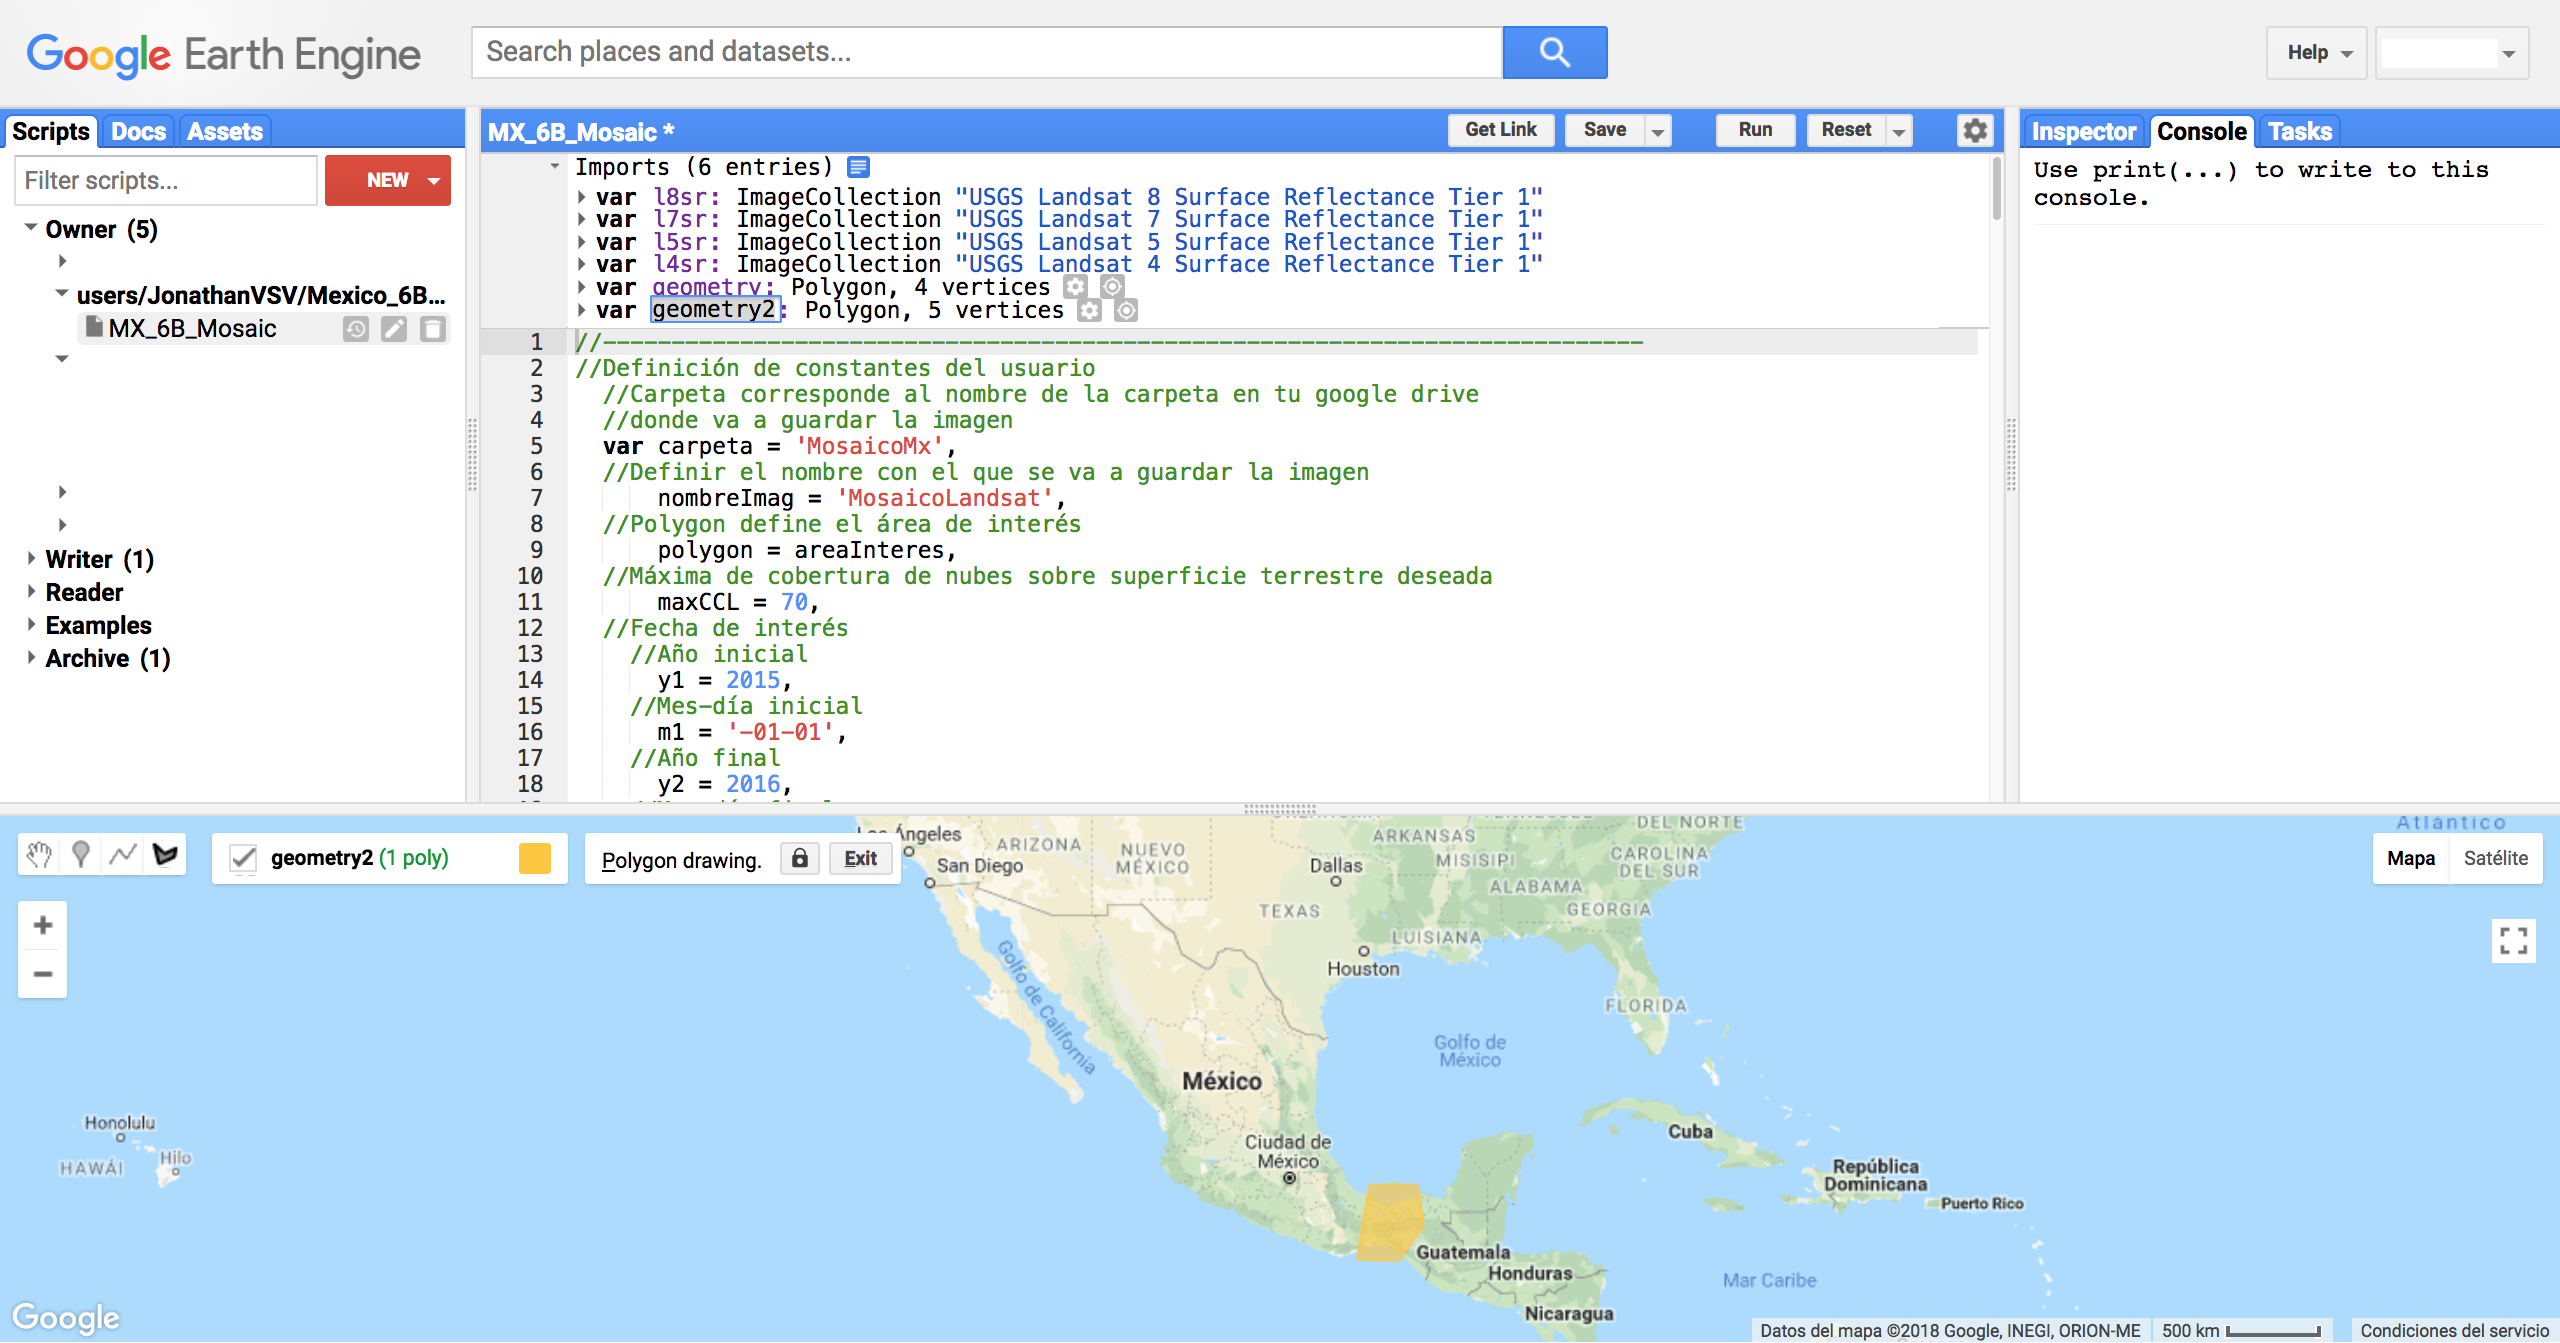 Google Earth Engine
Search places and datasets...
Help
Scripts Docs Assets
Filter scripts...
NEW
Owner (5)
users/JonathanVSV/Mexico_6B...
MX_6B_Mosaic
Writer (1)
Reader
Examples
Archive (1)
MX_6B_Mosaic *
Get Link Save Run Reset
Imports (6 entries)
var l8sr: ImageCollection "USGS Landsat 8 Surface Reflectance Tier 1"
var l7sr: ImageCollection "USGS Landsat 7 Surface Reflectance Tier 1"
var l5sr: ImageCollection "USGS Landsat 5 Surface Reflectance Tier 1"
var l4sr: ImageCollection "USGS Landsat 4 Surface Reflectance Tier 1"
var geometry: Polygon, 4 vertices
var geometry2: Polygon, 5 vertices
1 //----------------------------------------------------------------------------
2 //Definición de constantes del usuario
3 //Carpeta corresponde al nombre de la carpeta en tu google drive
4 //donde va a guardar la imagen
5 var carpeta = 'MosaicoMx',
6 //Definir el nombre con el que se va a guardar la imagen
7 nombreImag = 'MosaicoLandsat',
8 //Polygon define el área de interés
9 polygon = areaInteres,
10 //Máxima de cobertura de nubes sobre superficie terrestre deseada
11 maxCCL = 70,
12 //Fecha de interés
13 //Año inicial
14 y1 = 2015,
15 //Mes-día inicial
16 m1 = '-01-01',
17 //Año final
18 y2 = 2016,
Inspector Console Tasks
Use print(...) to write to this
console.
geometry2 (1 poly)
Polygon drawing.
Exit
Mapa Satélite
Los Ángeles
San Diego
ARIZONA
NUEVO
MÉXICO
Dallas
TEXAS
ARKANSAS
MISISIPI
ALABAMA
GEORGIA
DEL NORTE
CAROLINA
DEL SUR
LUISIANA
Houston
FLORIDA
Atlántico
Golfo de California
Golfo de
México
México
Ciudad de
México
Honolulu
HAWÁI
Hilo
Cuba
República
Dominicana
Puerto Rico
Guatemala
Honduras
Nicaragua
Mar Caribe
Google
Datos del mapa ©2018 Google, INEGI, ORION-ME 500 km Condiciones del servicio